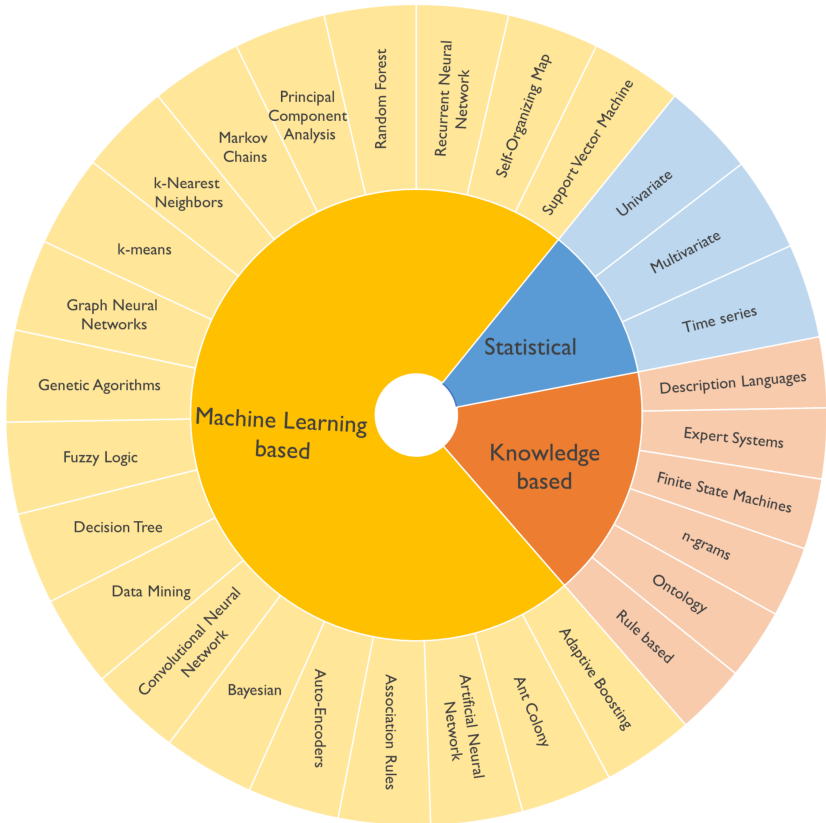 Statistical
Univariate
Multivariate
Time series
Knowledge
based
Description Languages
Expert Systems
Finite State Machines
n-grams
Ontology
Rule based
Machine Learning
based
Adaptive Boosting
Ant Colony
Artificial Neural
Network
Association Rules
Auto-Encoders
Bayesian
Convolutional Neural
Network
Data Mining
Decision Tree
Fuzzy Logic
Genetic Agorithms
Graph Neural
Networks
k-means
k-Nearest
Neighbors
Markov
Chains
Principal
Component
Analysis
Random Forest
Recurrent Neural
Network
Self-Organizing Map
Support Vector Machine